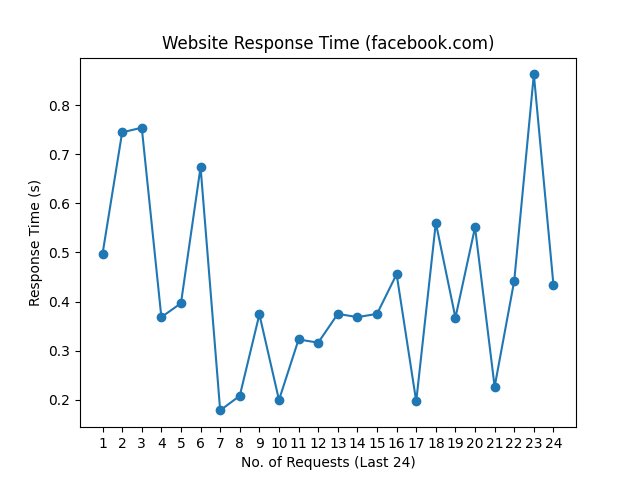 Website Response Time (facebook.com)
Response Time (s)
0.8
0.7
0.6
0.5
0.4
0.3
0.2
1 2 3 4 5 6 7 8 9 10 11 12 13 14 15 16 17 18 19 20 21 22 23 24
No. of Requests (Last 24)